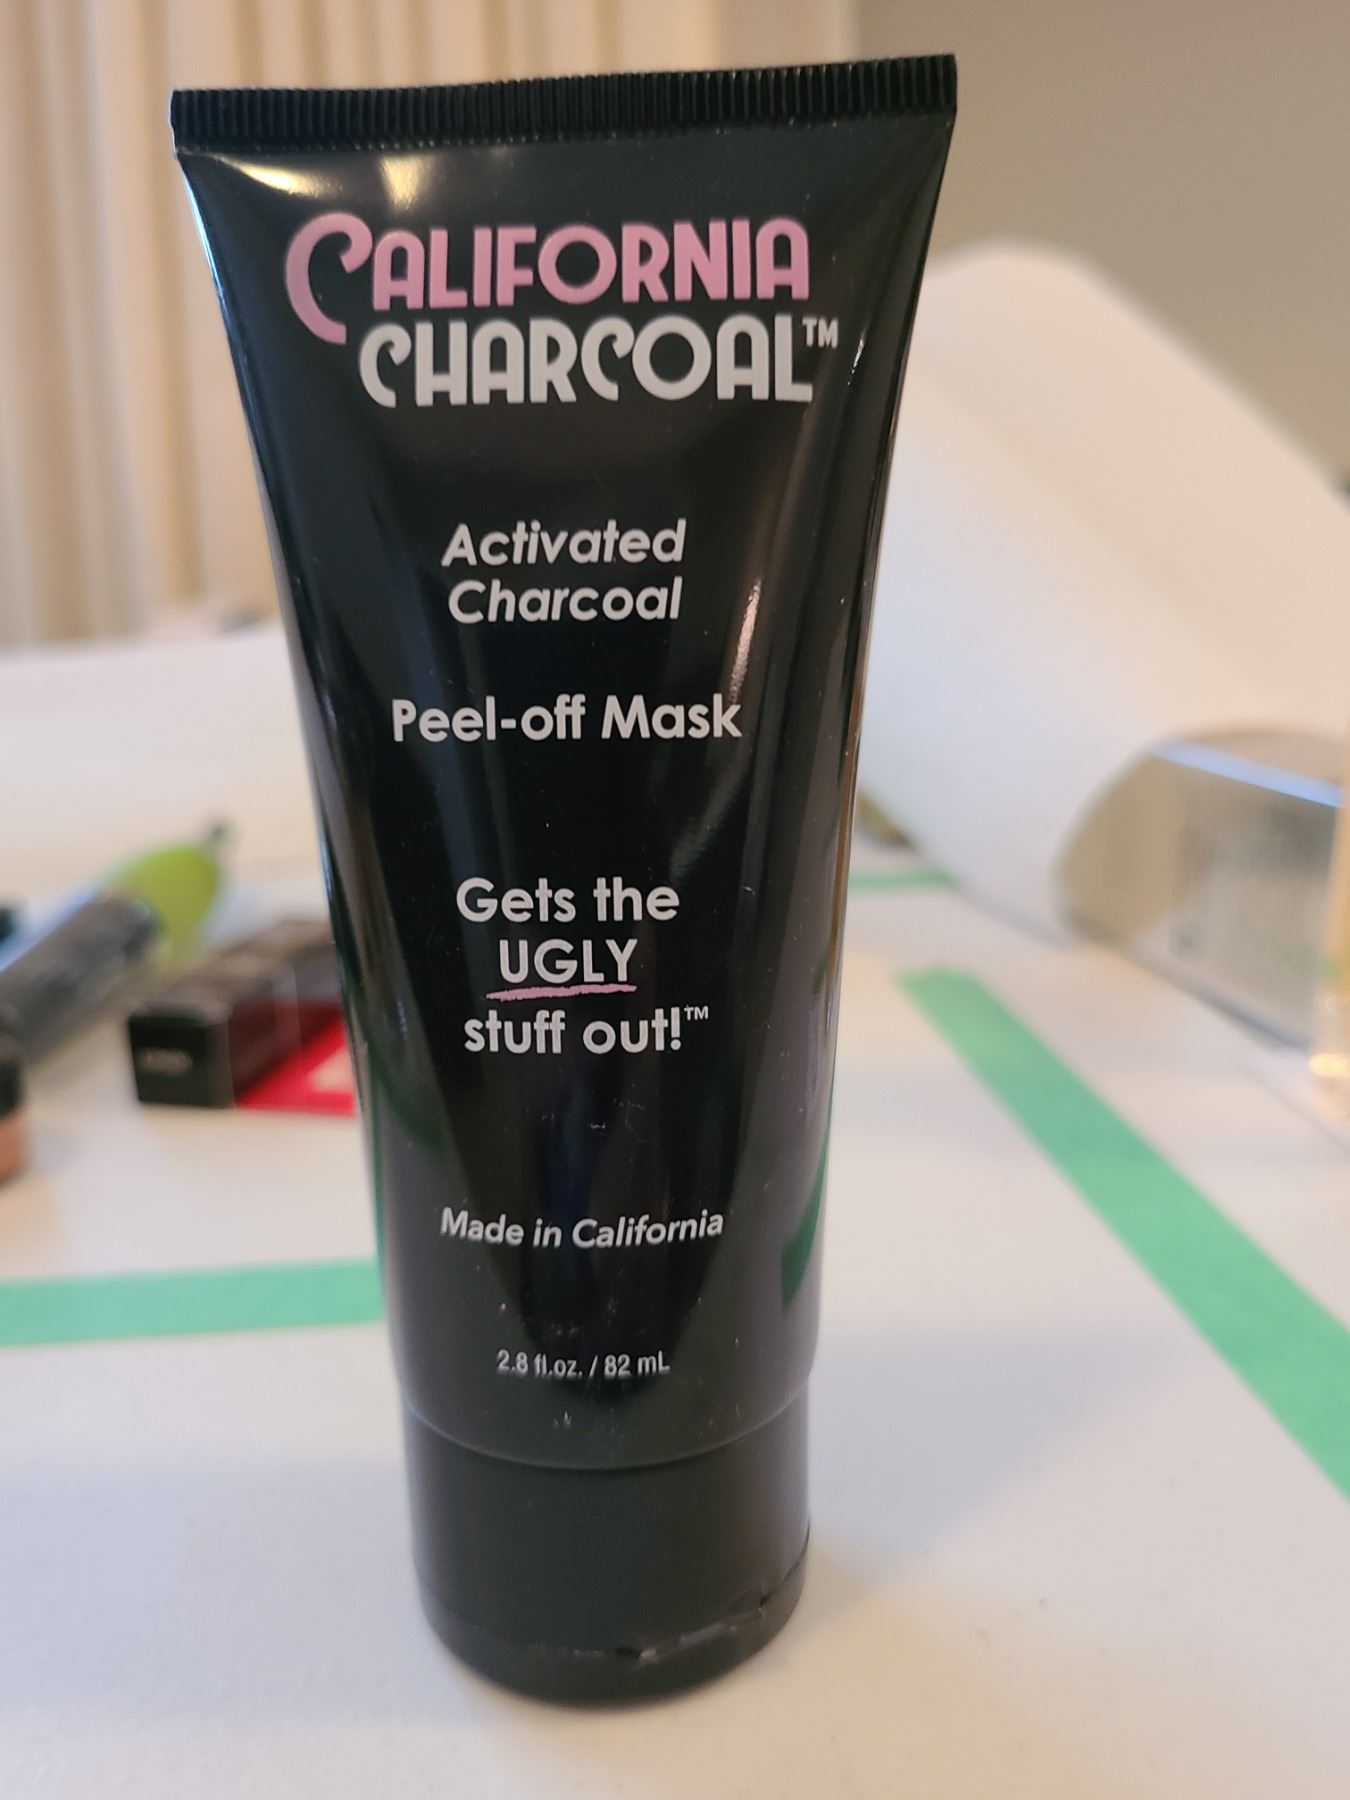 CALIFORNIA
CHARCOAL™
Activated
Charcoal
Peel-off Mask
Gets the
UGLY
stuff out!™
Made in California
2.8 fl.oz. / 82 mL